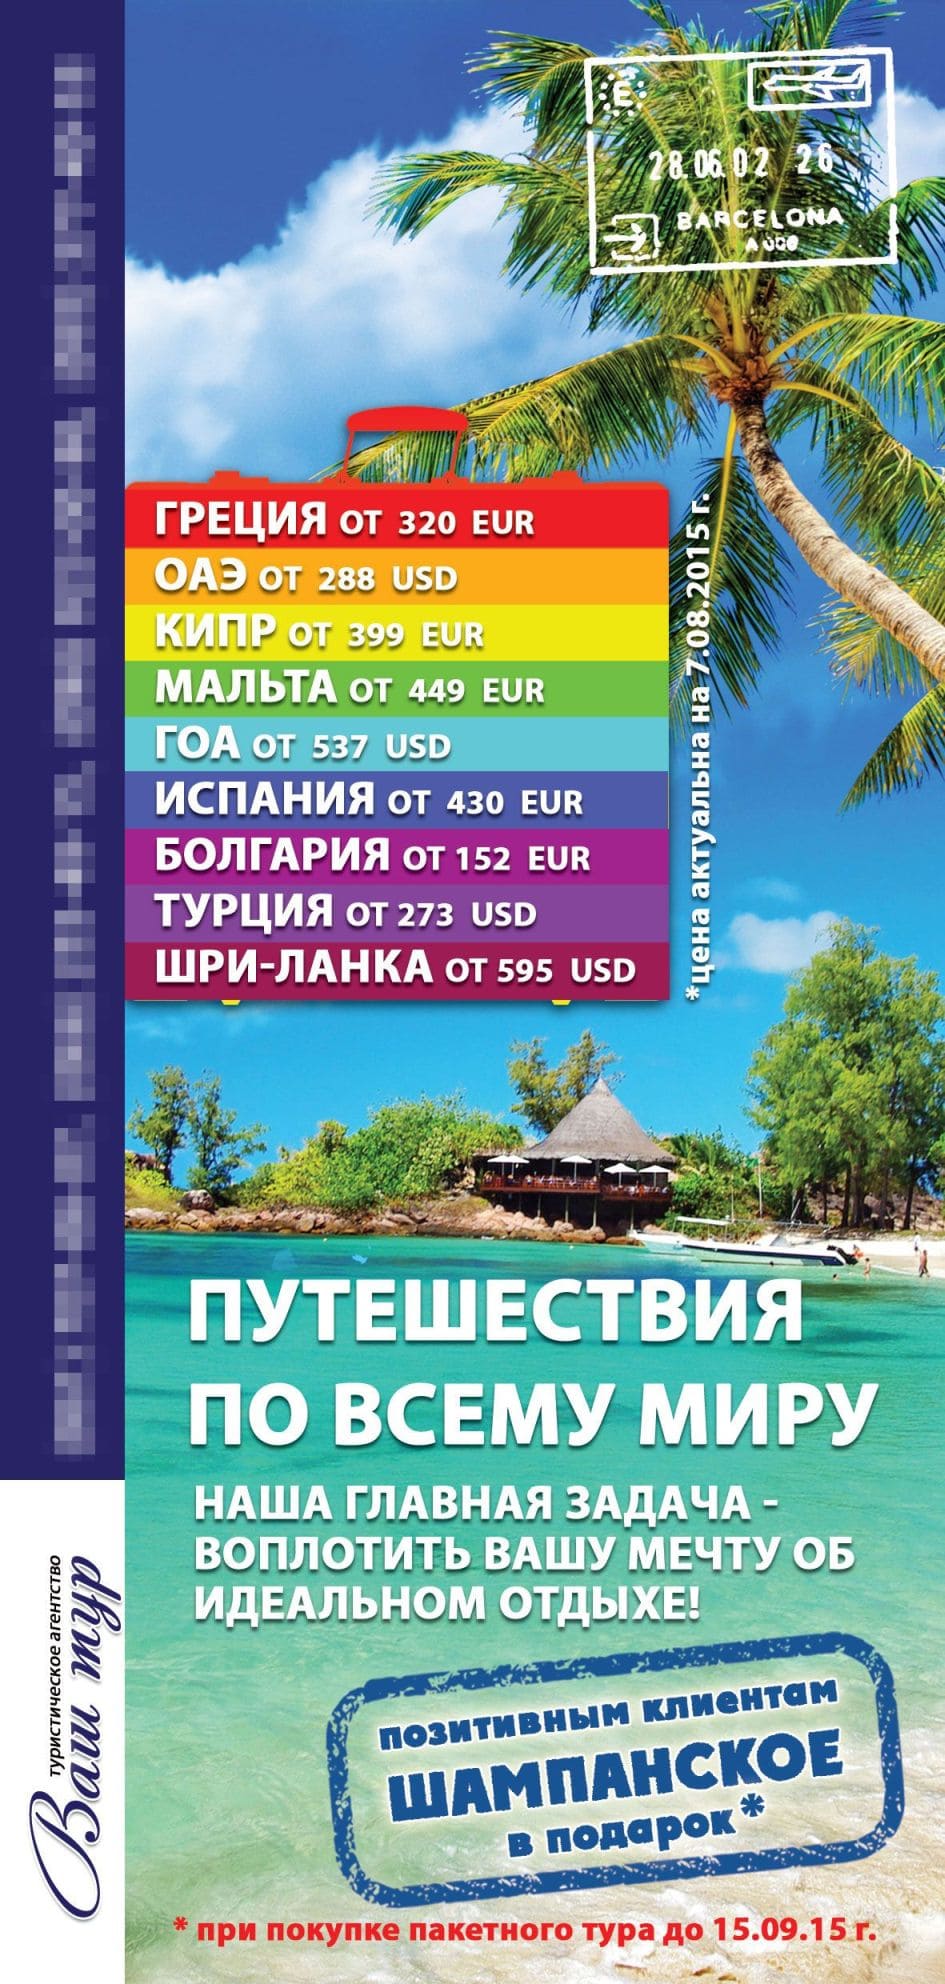 E
28.06.02 26
BARCELONA
ГРЕЦИЯ ОТ 320 EUR
ОАЭ ОТ 288 USD
КИПР ОТ 399 EUR
МАЛЬТА ОТ 449 EUR
ГОА ОТ 537 USD
ИСПАНИЯ ОТ 430 EUR
БОЛГАРИЯ ОТ 152 EUR
ТУРЦИЯ ОТ 273 USD
ШРИ-ЛАНКА ОТ 595 USD
*цена актуальна на 7.08.2015 г.
ПУТЕШЕСТВИЯ
ПО ВСЕМУ МИРУ
НАША ГЛАВНАЯ ЗАДАЧА -
ВОПЛОТИТЬ ВАШУ МЕЧТУ ОБ
ИДЕАЛЬНОМ ОТДЫХЕ!
туристическое агентство
Ваш тур
ПОЗИТИВНЫМ КЛИЕНТАМ
ШАМПАНСКОЕ
в подарок*
* при покупке пакетного тура до 15.09.15 г.